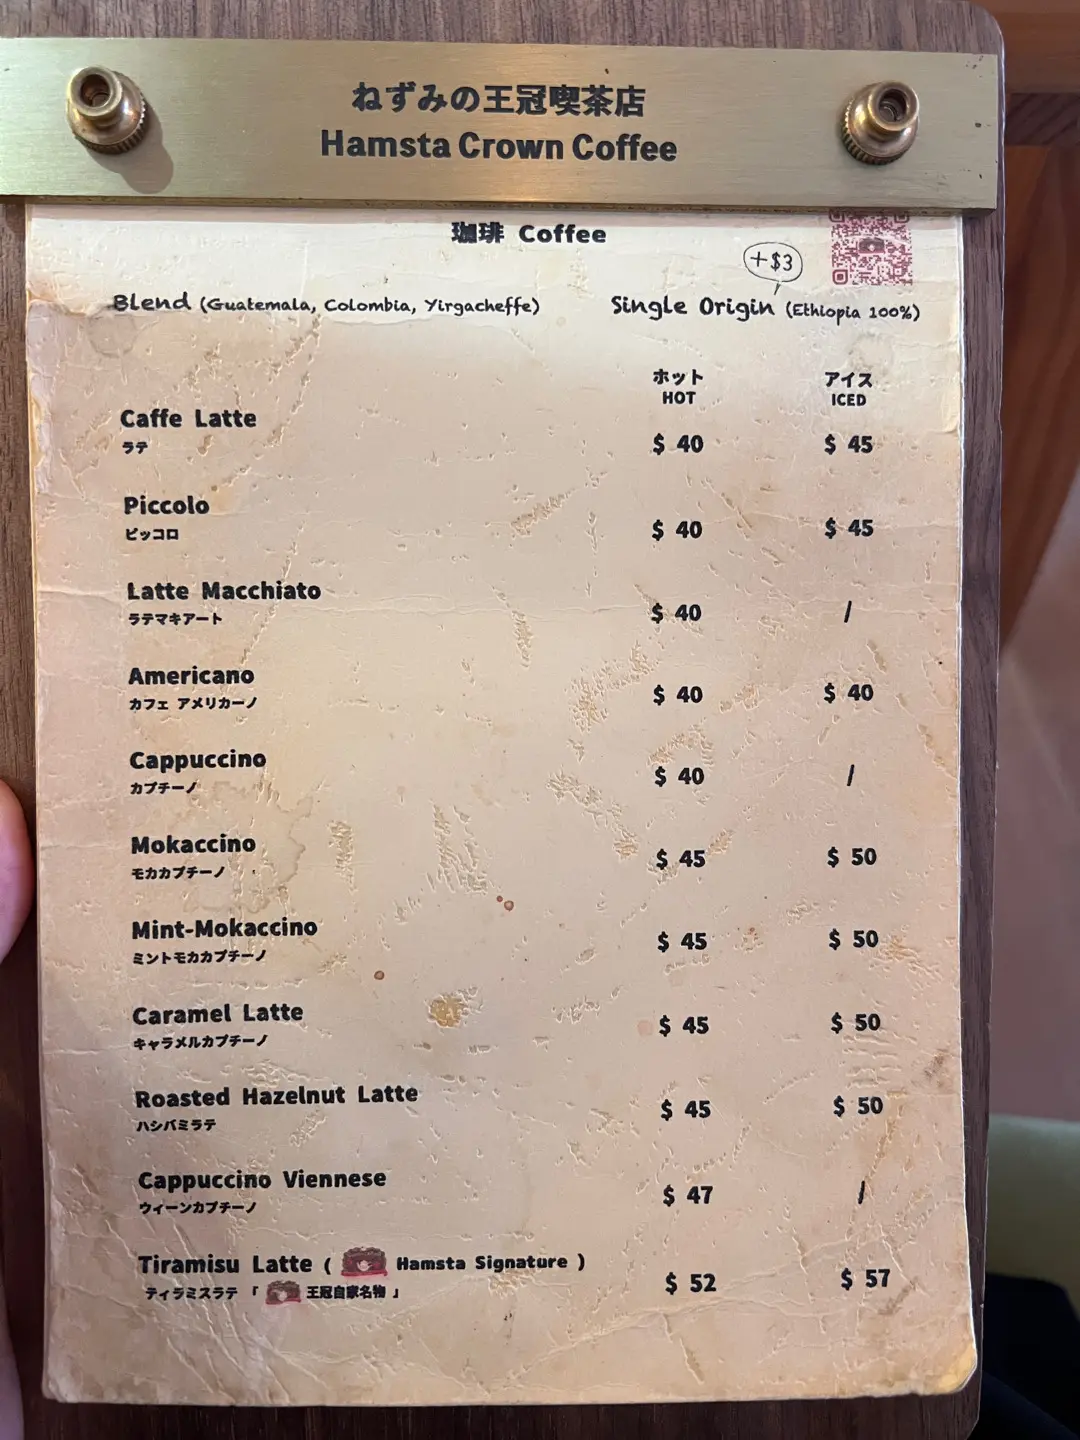 ねずみの王冠喫茶店
Hamsta Crown Coffee
珈琲 Coffee
+$3
Blend (Guatemala, Colombia, Yirgacheffe)
Single Origin (Ethiopia 100%)
ホット アイス
HOT ICED
Caffe Latte
ラテ
$ 40 $ 45
Piccolo
ピッコロ
$ 40 $ 45
Latte Macchiato
ラテマキアート
$ 40 /
Americano
カフェ アメリカーノ
$ 40 $ 40
Cappuccino
カプチーノ
$ 40 /
Mokaccino
モカカプチーノ
$ 45 $ 50
Mint-Mokaccino
ミントモカカプチーノ
$ 45 $ 50
Caramel Latte
キャラメルカプチーノ
$ 45 $ 50
Roasted Hazelnut Latte
ハシバミラテ
$ 45 $ 50
Cappuccino Viennese
ウィーンカプチーノ
$ 47 /
Tiramisu Latte ( Hamsta Signature )
ティラミスラテ 「 王冠自家名物 」
$ 52 $ 57